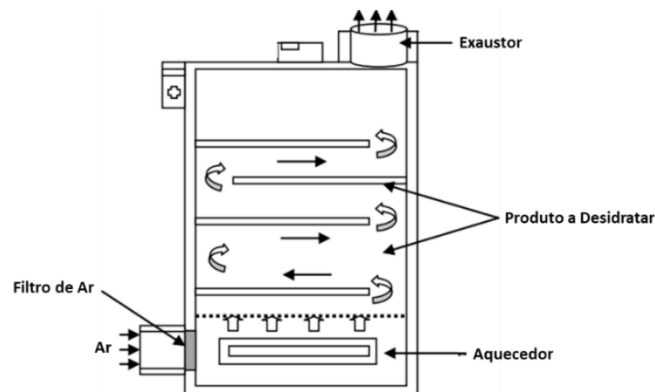 Exaustor
Produto a Desidratar
Filtro de Ar
Ar
Aquecedor